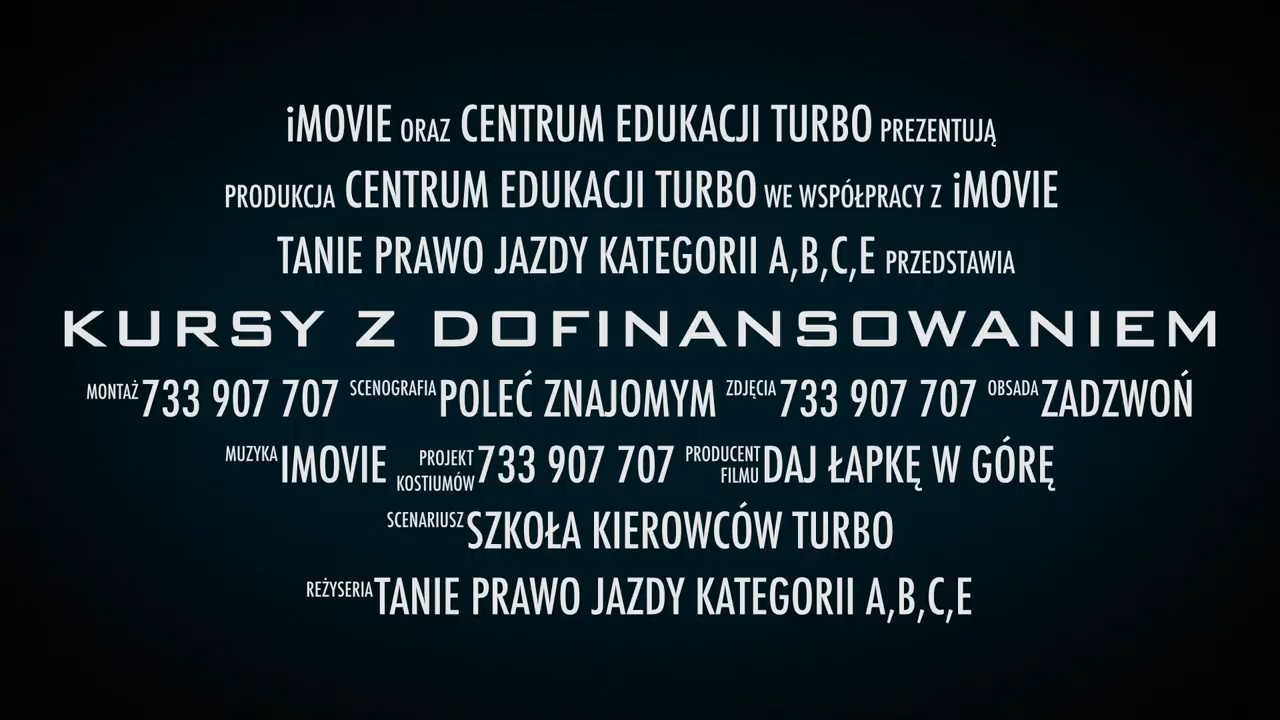 iMOVIE ORAZ CENTRUM EDUKACJI TURBO PREZENTUJĄ
PRODUKCJA CENTRUM EDUKACJI TURBO WE WSPÓŁPRACY Z iMOVIE
TANIE PRAWO JAZDY KATEGORII A,B,C,E PRZEDSTAWIA
KURSY Z DOFINANSOWANIEM
MONTAŻ 733 907 707 SCENOGRAFIA POLEĆ ZNAJOMYM ZDJĘCIA 733 907 707 OBSADA ZADZWOŃ
MUZYKA IMOVIE PROJEKT KOSTIUMÓW 733 907 707 PRODUCENT FILMU DAJ ŁAPKĘ W GÓRĘ
SCENARIUSZ SZKOŁA KIEROWCÓW TURBO
REŻYSERIA TANIE PRAWO JAZDY KATEGORII A,B,C,E